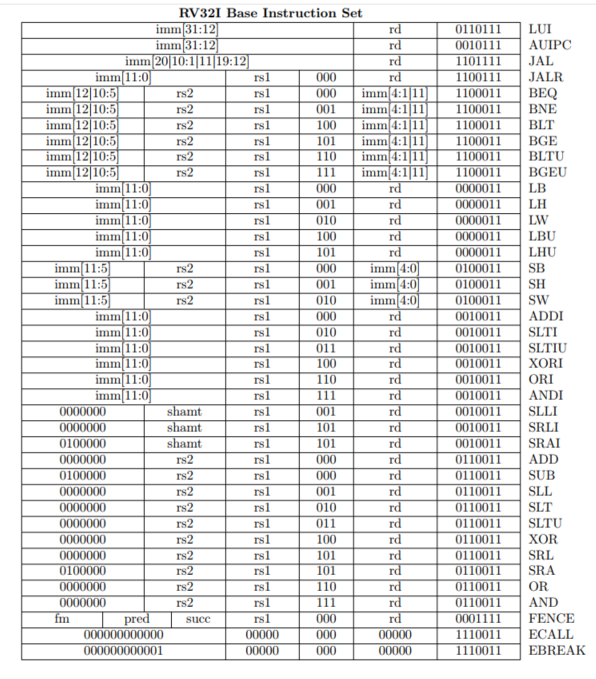 RV32I Base Instruction Set
imm[31:12] rd 0110111 LUI
imm[31:12] rd 0010111 AUIPC
imm[20|10:1|11|19:12] rd 1101111 JAL
imm[11:0] rs1 000 rd 1100111 JALR
imm[12|10:5] rs2 rs1 000 imm[4:1|11] 1100011 BEQ
imm[12|10:5] rs2 rs1 001 imm[4:1|11] 1100011 BNE
imm[12|10:5] rs2 rs1 100 imm[4:1|11] 1100011 BLT
imm[12|10:5] rs2 rs1 101 imm[4:1|11] 1100011 BGE
imm[12|10:5] rs2 rs1 110 imm[4:1|11] 1100011 BLTU
imm[12|10:5] rs2 rs1 111 imm[4:1|11] 1100011 BGEU
imm[11:0] rs1 000 rd 0000011 LB
imm[11:0] rs1 001 rd 0000011 LH
imm[11:0] rs1 010 rd 0000011 LW
imm[11:0] rs1 100 rd 0000011 LBU
imm[11:0] rs1 101 rd 0000011 LHU
imm[11:5] rs2 rs1 000 imm[4:0] 0100011 SB
imm[11:5] rs2 rs1 001 imm[4:0] 0100011 SH
imm[11:5] rs2 rs1 010 imm[4:0] 0100011 SW
imm[11:0] rs1 000 rd 0010011 ADDI
imm[11:0] rs1 010 rd 0010011 SLTI
imm[11:0] rs1 011 rd 0010011 SLTIU
imm[11:0] rs1 100 rd 0010011 XORI
imm[11:0] rs1 110 rd 0010011 ORI
imm[11:0] rs1 111 rd 0010011 ANDI
0000000 shamt rs1 001 rd 0010011 SLLI
0000000 shamt rs1 101 rd 0010011 SRLI
0100000 shamt rs1 101 rd 0010011 SRAI
0000000 rs2 rs1 000 rd 0110011 ADD
0100000 rs2 rs1 000 rd 0110011 SUB
0000000 rs2 rs1 001 rd 0110011 SLL
0000000 rs2 rs1 010 rd 0110011 SLT
0000000 rs2 rs1 011 rd 0110011 SLTU
0000000 rs2 rs1 100 rd 0110011 XOR
0000000 rs2 rs1 101 rd 0110011 SRL
0100000 rs2 rs1 101 rd 0110011 SRA
0000000 rs2 rs1 110 rd 0110011 OR
0000000 rs2 rs1 111 rd 0110011 AND
fm pred succ rs1 000 rd 0001111 FENCE
000000000000 00000 000 00000 1110011 ECALL
000000000001 00000 000 00000 1110011 EBREAK